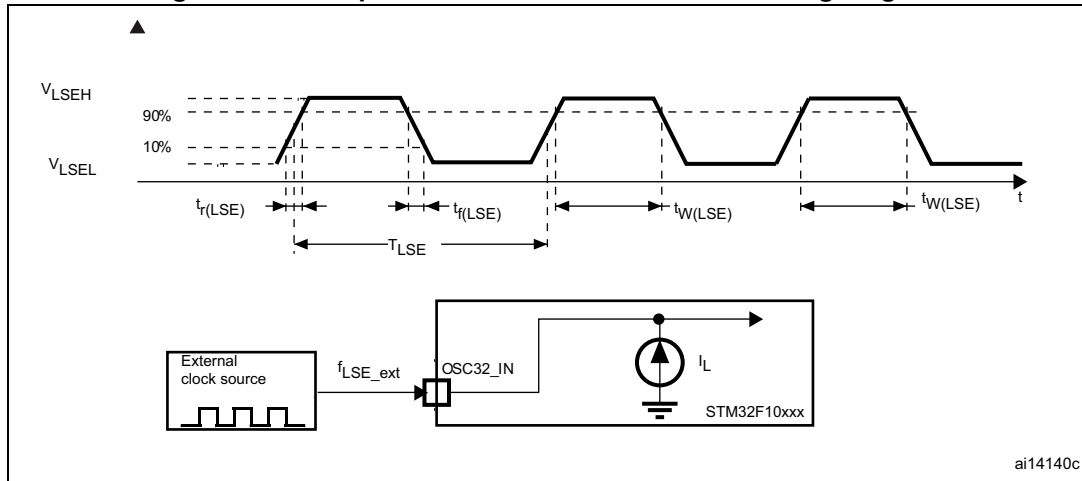 V_LSEH
90%
10%
V_LSEL
t_r(LSE)
t_f(LSE)
t_W(LSE)
t_W(LSE)
t
T_LSE
External
clock source
f_LSE_ext
OSC32_IN
I_L
STM32F10xxx
ai14140c